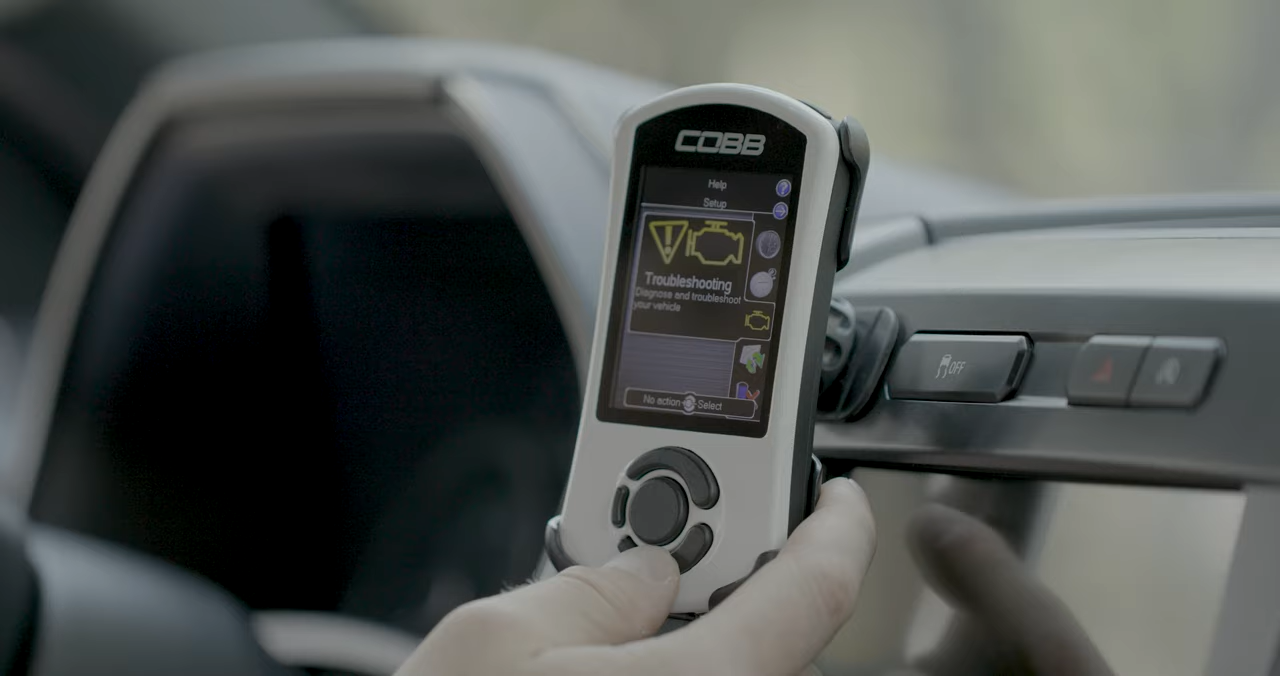 COBB
Help
Setup
Troubleshooting
Diagnose and troubleshoot
your vehicle
No action Select
OFF